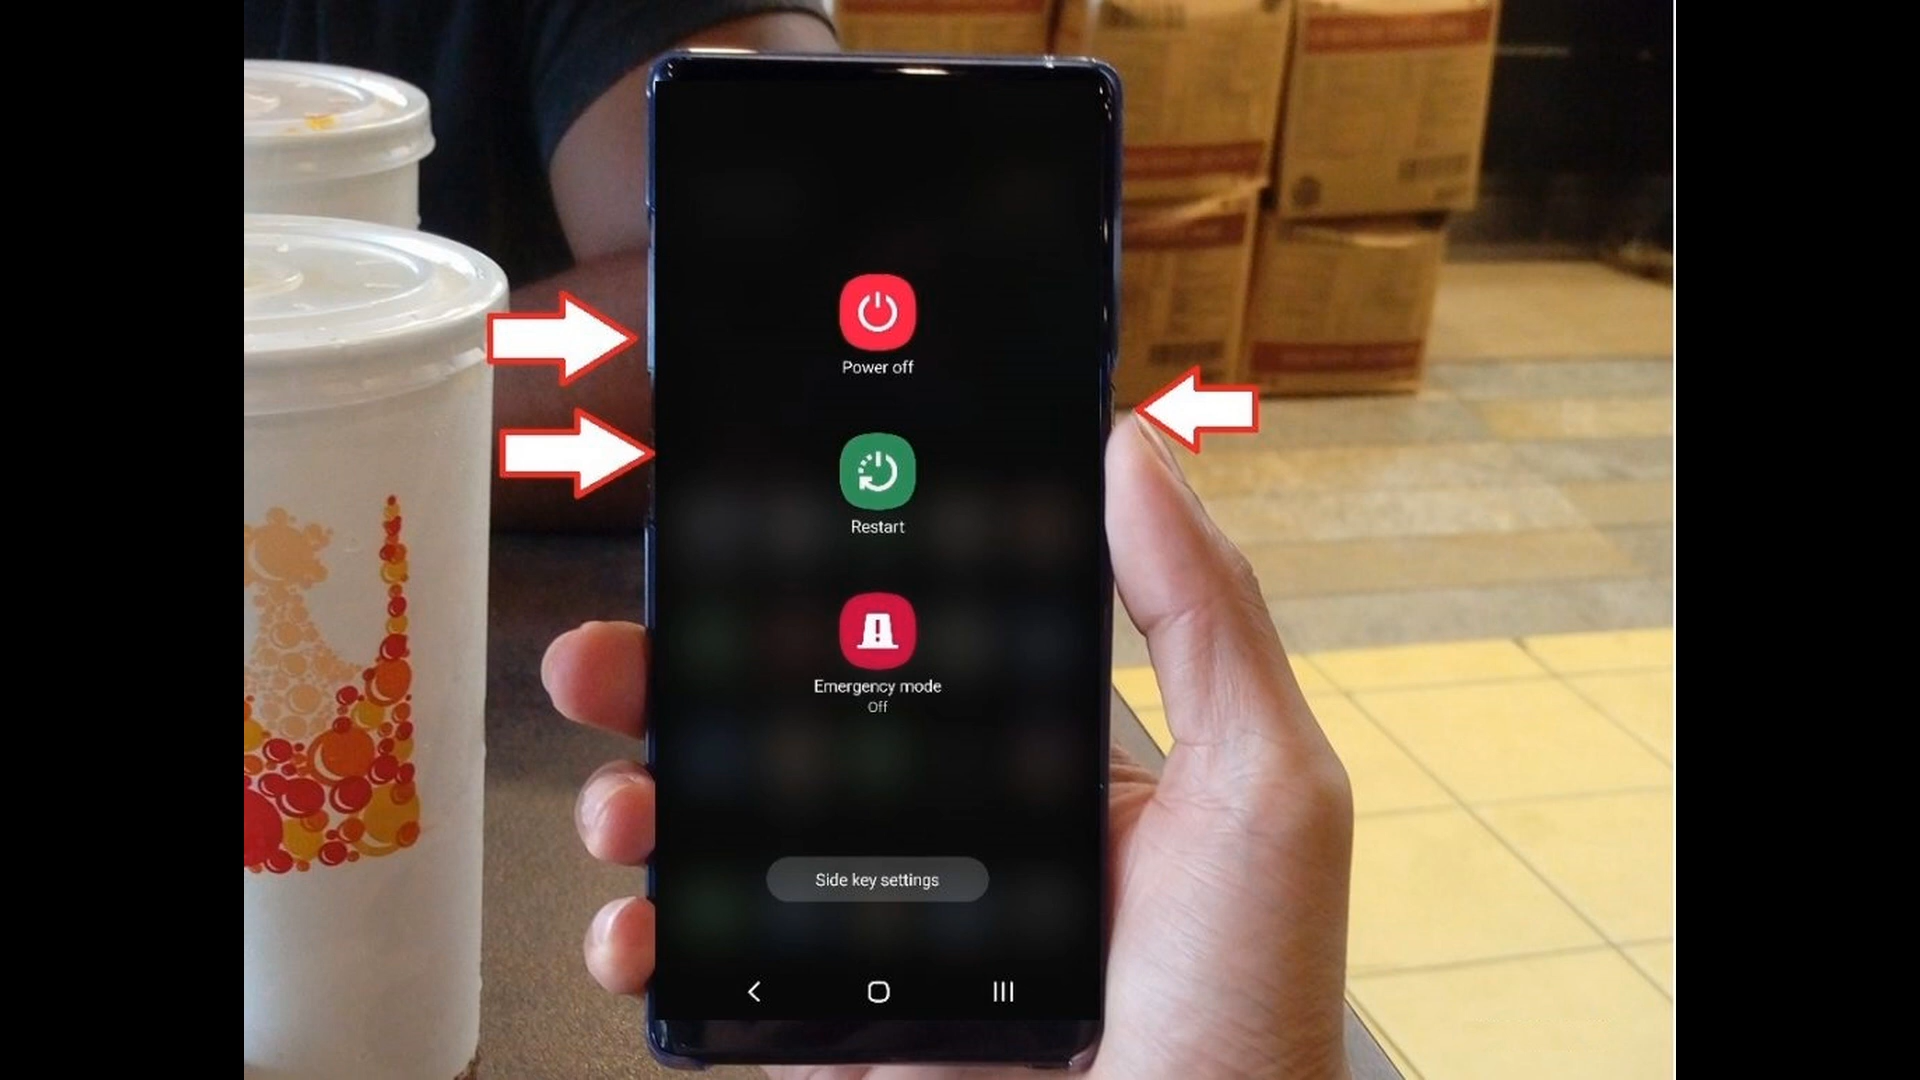 Power off
Restart
Emergency mode
Off
Side key settings